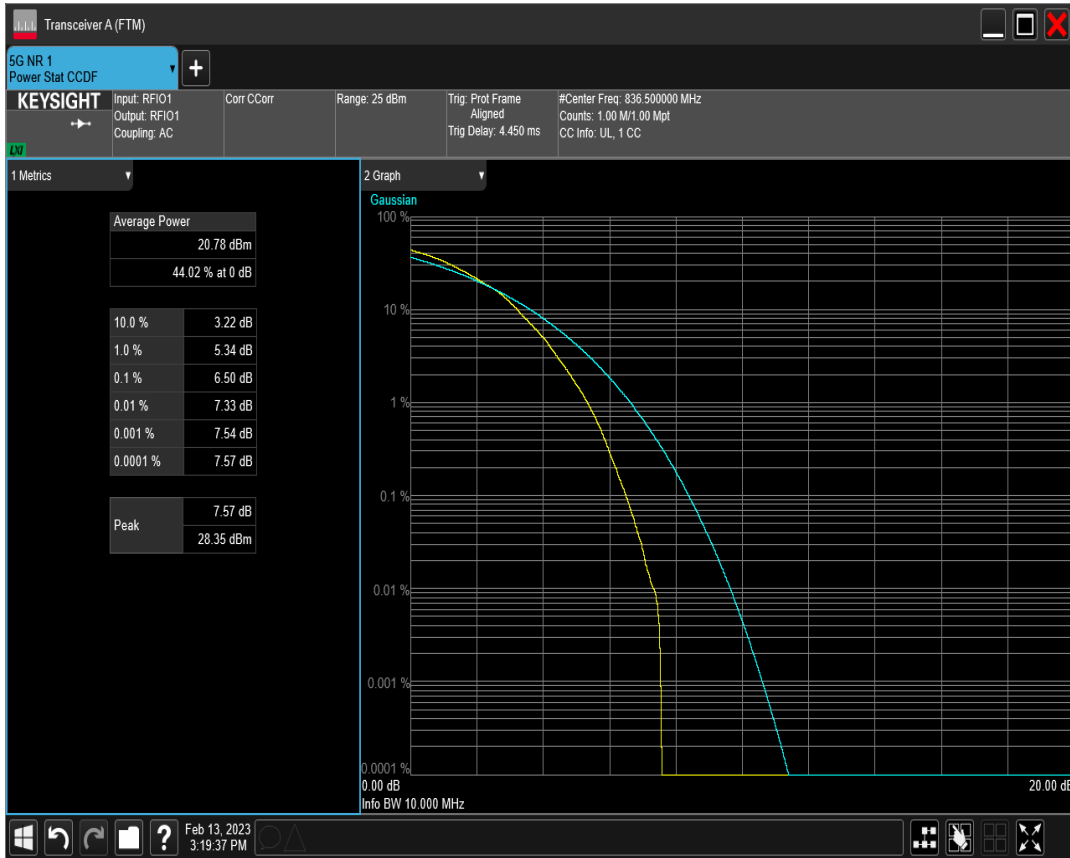 Transceiver A (FTM)
5G NR 1
Power Stat CCDF
KEYSIGHT
LXI
Input: RFIO1
Output: RFIO1
Coupling: AC
Corr CCorr
Range: 25 dBm
Trig: Prot Frame
Aligned
Trig Delay: 4.450 ms
#Center Freq: 836.500000 MHz
Counts: 1.00 M/1.00 Mpt
CC Info: UL, 1 CC
1 Metrics
Average Power
20.78 dBm
44.02 % at 0 dB
10.0 % 3.22 dB
1.0 % 5.34 dB
0.1 % 6.50 dB
0.01 % 7.33 dB
0.001 % 7.54 dB
0.0001 % 7.57 dB
Peak 7.57 dB
28.35 dBm
2 Graph
Gaussian
100 %
10 %
1 %
0.1 %
0.01 %
0.001 %
0.0001 %
0.00 dB 20.00 dB
Info BW 10.000 MHz
? Feb 13, 2023
3:19:37 PM